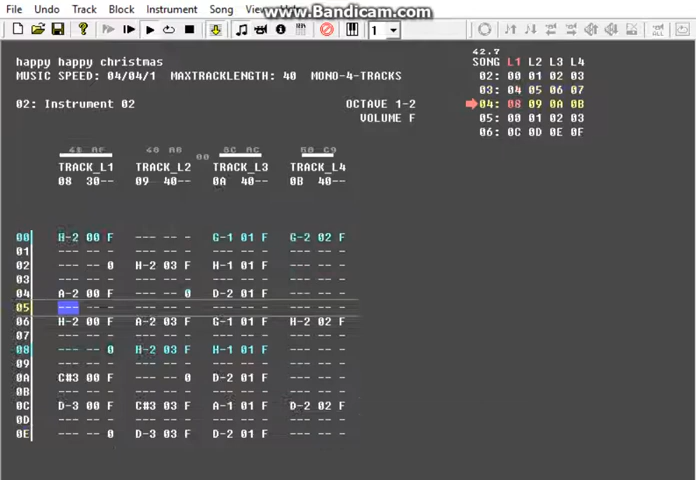 www.Bandicam.com
File Undo Block Instrument Song View Help
1
happy happy christmas
MUSIC SPEED: 04/04/1 MAXTRACKLENGTH: 40 MONO-4-TRACKS
02: Instrument 02
OCTAVE 1-2
VOLUME F
42.7
SONG L1 L2 L3 L4
02: 00 01 02 03
03: 04 05 06 07
04: 08 09 0A 0B
05: 00 01 02 03
06: 0C 0D 0E 0F
00
TRACK_L1 TRACK_L2 TRACK_L3 TRACK_L4
08 30-- 09 40-- 0A 40-- 0B 40--
00 H-2 00 F --- -- - G-1 01 F G-2 02 F
01 --- -- - --- -- - --- -- - --- -- -
02 --- -- 0 H-2 03 F H-1 01 F --- -- -
03 --- -- - --- -- - --- -- - --- -- -
04 A-2 00 F --- -- 0 D-2 01 F --- -- -
05 --- -- - --- -- - --- -- - --- -- -
06 H-2 00 F A-2 03 F G-1 01 F H-2 02 F
07 --- -- - --- -- - --- -- - --- -- -
08 --- -- 0 H-2 03 F H-1 01 F --- -- -
09 --- -- - --- -- - --- -- - --- -- -
0A C#3 00 F --- -- 0 D-2 01 F --- -- -
0B --- -- - --- -- - --- -- - --- -- -
0C D-3 00 F C#3 03 F A-1 01 F D-2 02 F
0D --- -- - --- -- - --- -- - --- -- -
0E --- -- 0 D-3 03 F D-2 01 F --- -- -